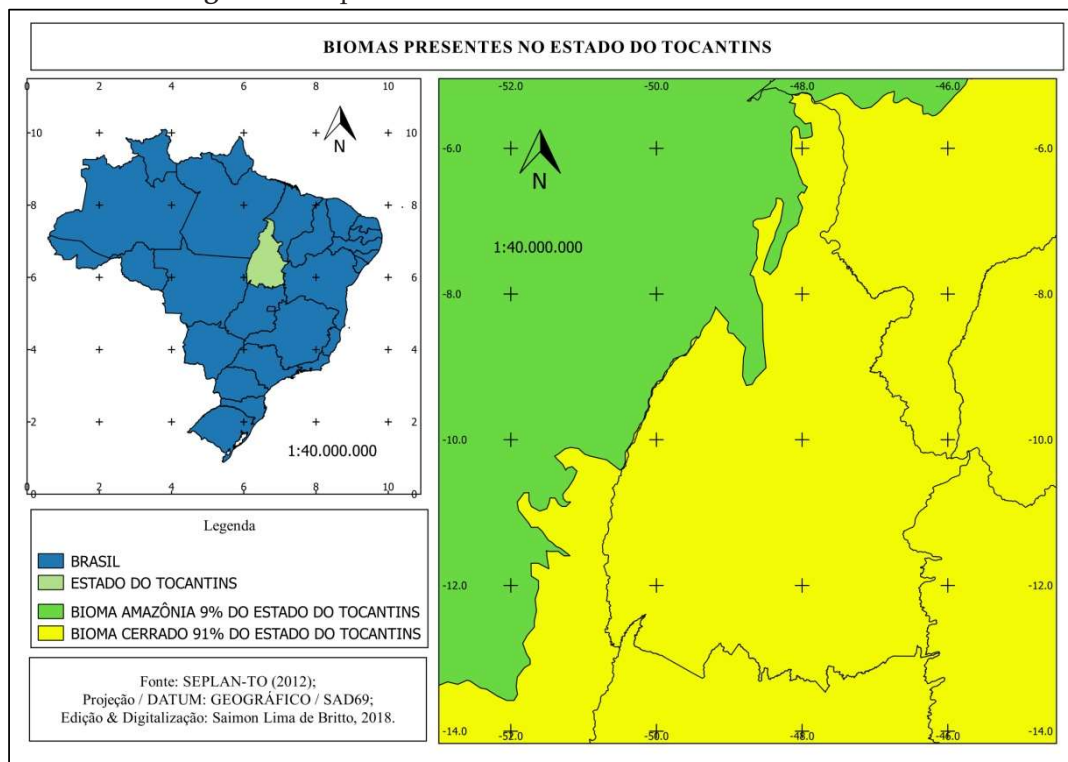 BIOMAS PRESENTES NO ESTADO DO TOCANTINS
0 2 4 6 8 10
10 10
N
8 8
6 6
4 4
2 2
1:40.000.000
0 0
2 4 6 8 10
Legenda
BRASIL
ESTADO DO TOCANTINS
BIOMA AMAZÔNIA 9% DO ESTADO DO TOCANTINS
BIOMA CERRADO 91% DO ESTADO DO TOCANTINS
Fonte: SEPLAN-TO (2012);
Projeção / DATUM: GEOGRÁFICO / SAD69;
Edição & Digitalização: Saimon Lima de Britto, 2018.
-52.0 -50.0 -48.0 -46.0
-6.0 -6.0
N
1:40.000.000
-8.0 -8.0
-10.0 -10.0
-12.0 -12.0
-14.0 -14.0
-52.0 -50.0 -48.0 -46.0